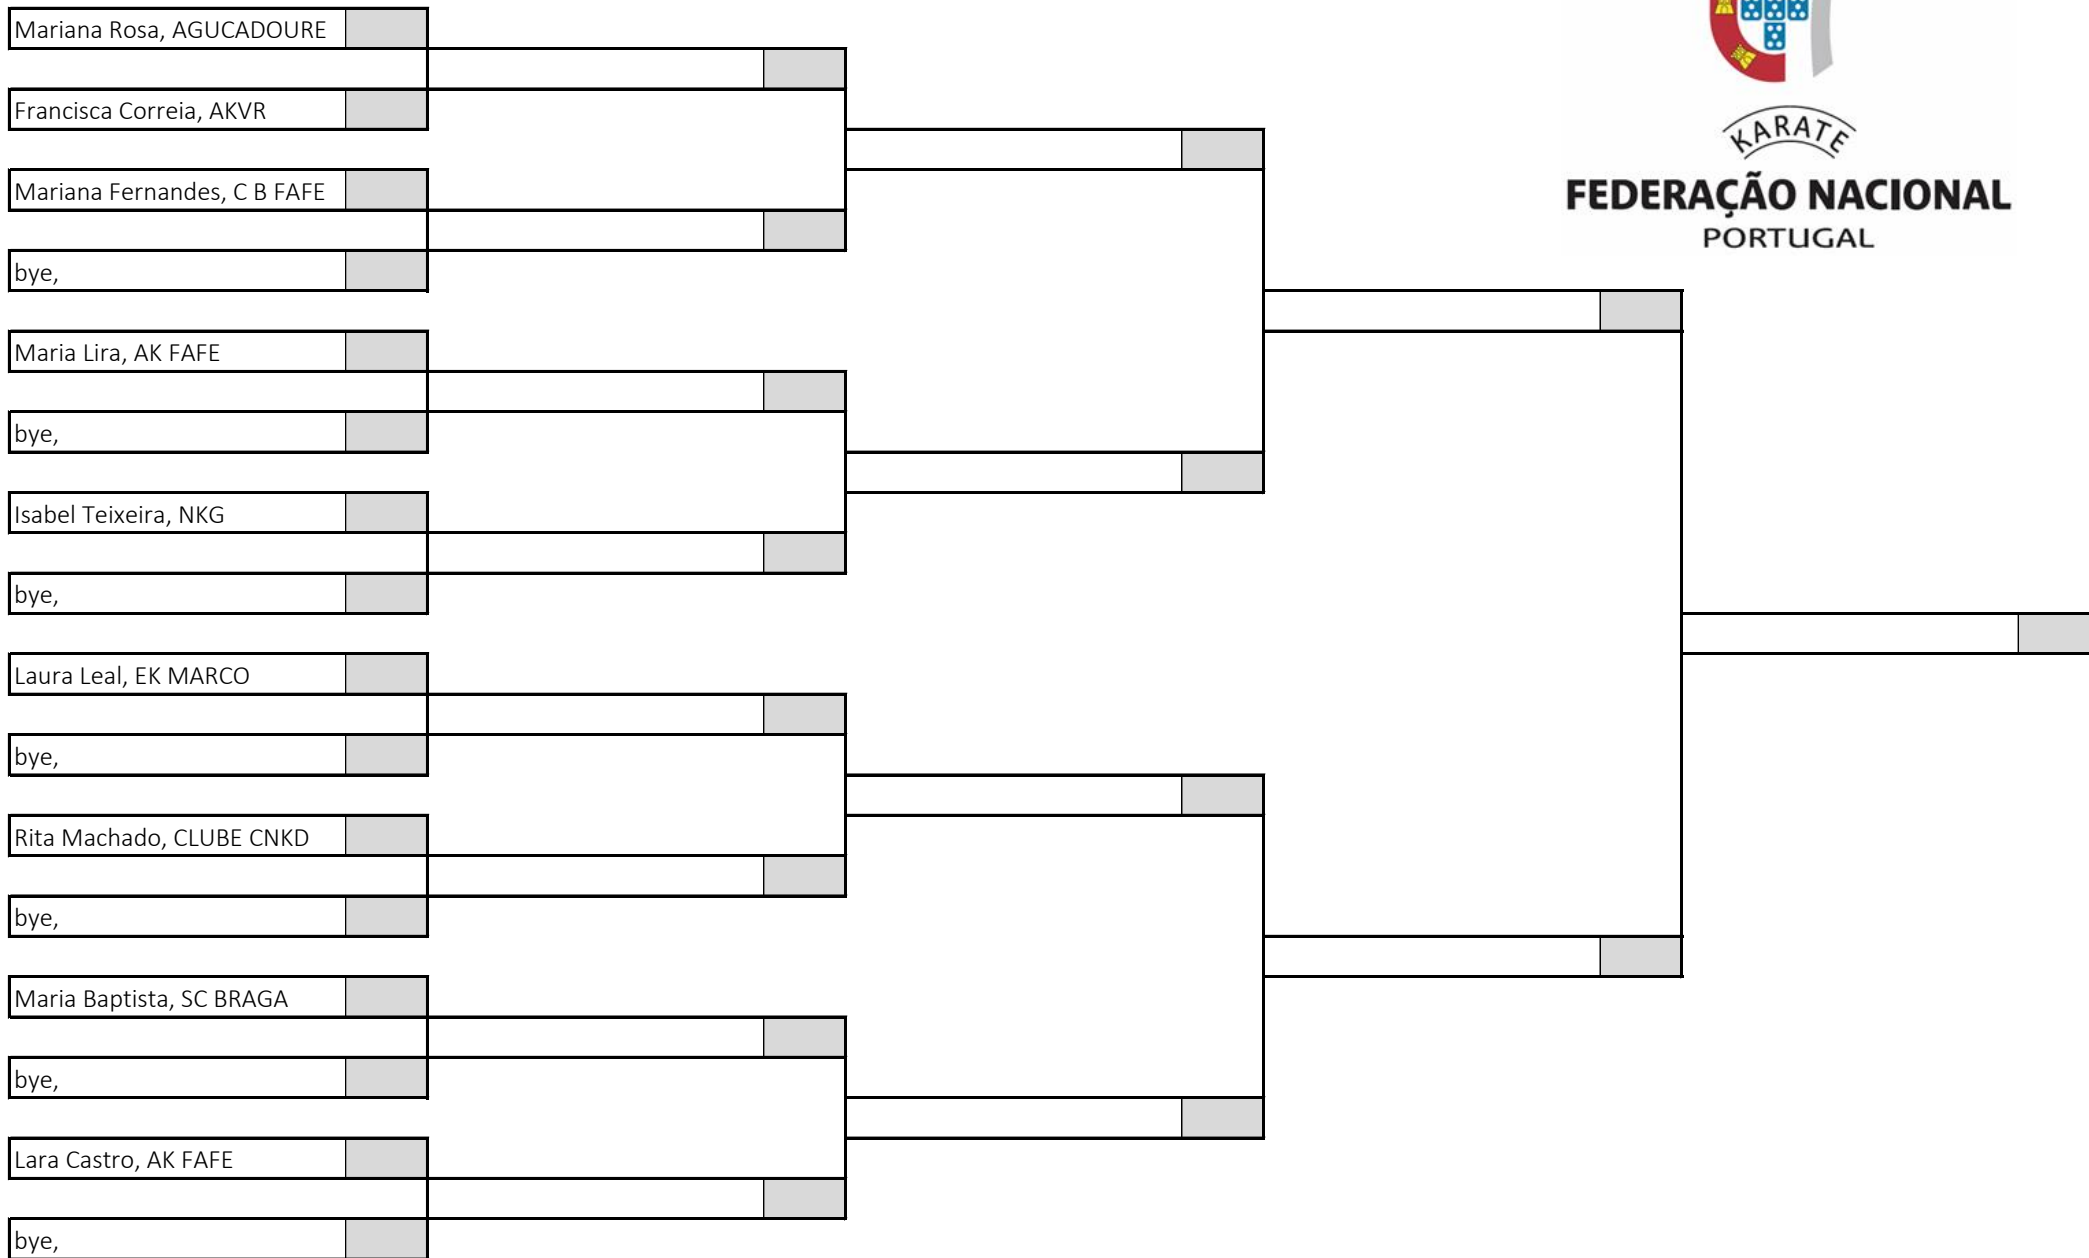 Mariana Rosa, AGUCADOURE
Francisca Correia, AKVR
Mariana Fernandes, C B FAFE
bye,
Maria Lira, AK FAFE
bye,
Isabel Teixeira, NKG
bye,
Laura Leal, EK MARCO
bye,
Rita Machado, CLUBE CNKD
bye,
Maria Baptista, SC BRAGA
bye,
Lara Castro, AK FAFE
bye,
KARATE
FEDERAÇÃO NACIONAL
PORTUGAL